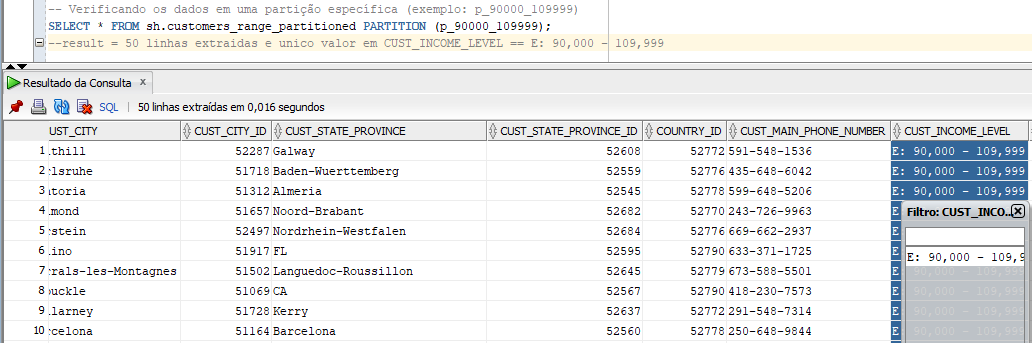 -- Verificando os dados em uma partição específica (exemplo: p_90000_109999)
SELECT * FROM sh.customers_range_partitioned PARTITION (p_90000_109999);
--result = 50 linhas extraidas e unico valor em CUST_INCOME_LEVEL == E: 90,000 - 109,999
Resultado da Consulta x
SQL | 50 linhas extraídas em 0,016 segundos
UST_CITY CUST_CITY_ID CUST_STATE_PROVINCE CUST_STATE_PROVINCE_ID COUNTRY_ID CUST_MAIN_PHONE_NUMBER CUST_INCOME_LEVEL
1 thill 52287 Galway 52608 52772 591-548-1536 E: 90,000 - 109,999
2 lsruhe 51718 Baden-Wuerttemberg 52559 52776 435-648-6042 E: 90,000 - 109,999
3 toria 51312 Almeria 52545 52778 599-648-5206 E: 90,000 - 109,999
4 mond 51657 Noord-Brabant 52682 52770 243-726-9963
5 rstein 52497 Nordrhein-Westfalen 52684 52776 669-662-2937
6 ino 51917 FL 52595 52790 633-371-1725
7 rals-les-Montagnes 51502 Languedoc-Roussillon 52645 52779 673-588-5501
8 uckle 51069 CA 52567 52790 418-230-7573
9 larney 51728 Kerry 52637 52772 291-548-7314
10 celona 51164 Barcelona 52560 52778 250-648-9844
Filtro: CUST_INCO...
E: 90,000 - 109,9